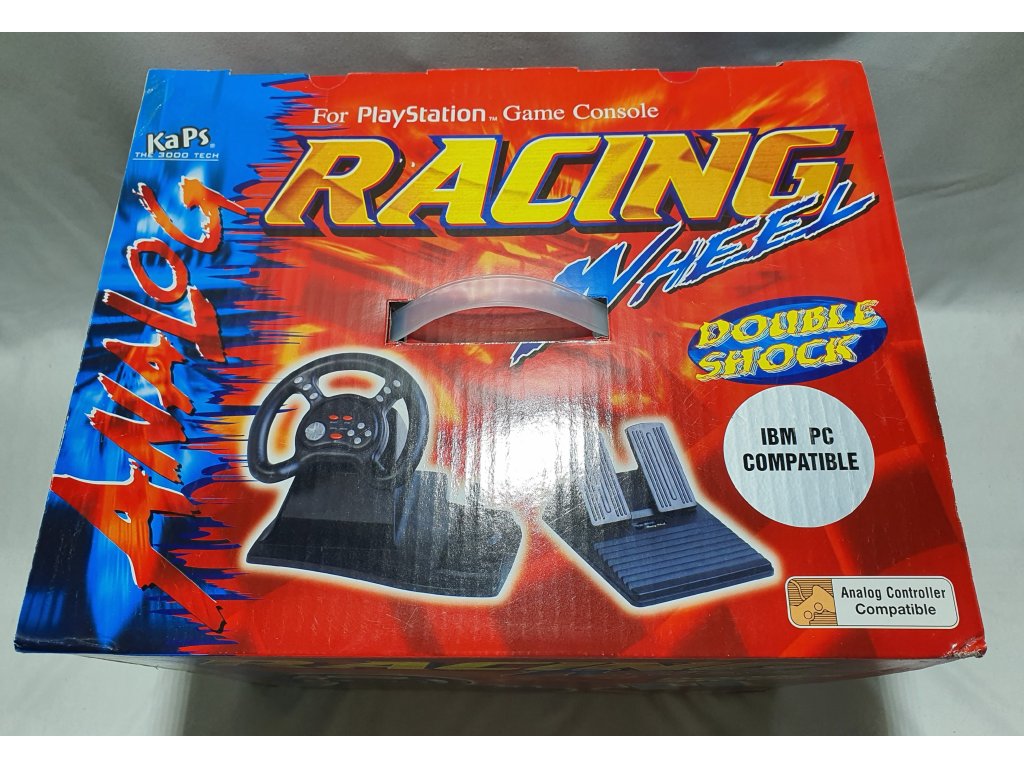 For PlayStation™ Game Console
KaPs®
THE 3000 TECH
RACING
WHEEL
ANALOG
DOUBLE
SHOCK
IBM PC
COMPATIBLE
Analog Controller
Compatible
RACING